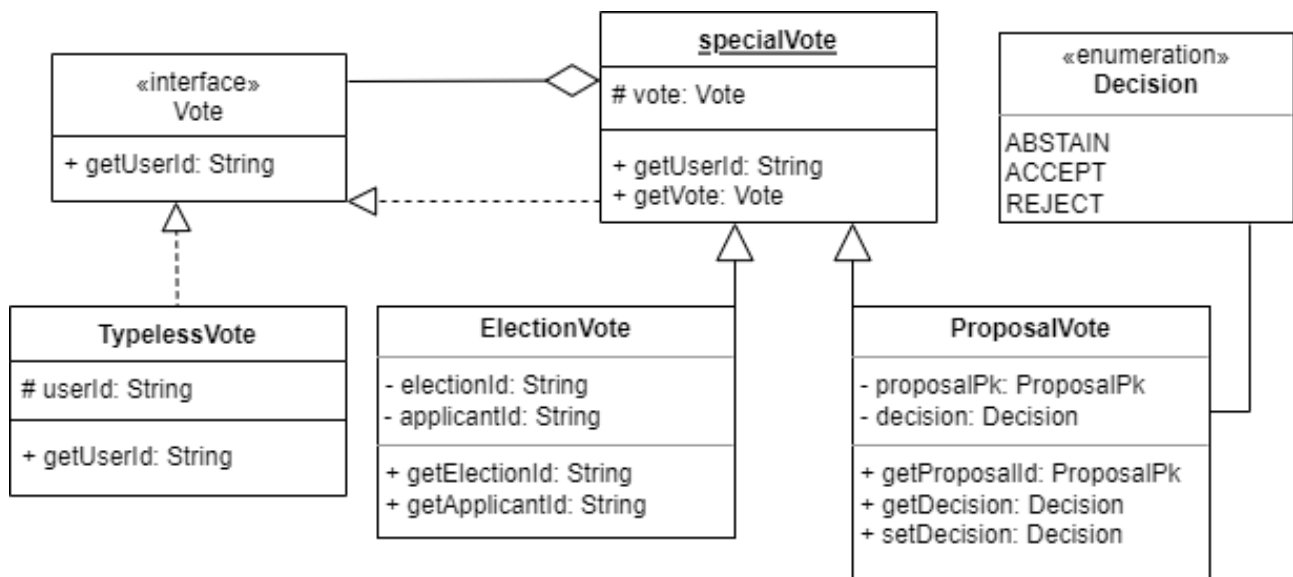 «interface»
Vote
+ getUserId: String
specialVote
# vote: Vote
+ getUserId: String
+ getVote: Vote
«enumeration»
Decision
ABSTAIN
ACCEPT
REJECT
TypelessVote
# userId: String
+ getUserId: String
ElectionVote
- electionId: String
- applicantId: String
+ getElectionId: String
+ getApplicantId: String
ProposalVote
- proposalPk: ProposalPk
- decision: Decision
+ getProposalId: ProposalPk
+ getDecision: Decision
+ setDecision: Decision